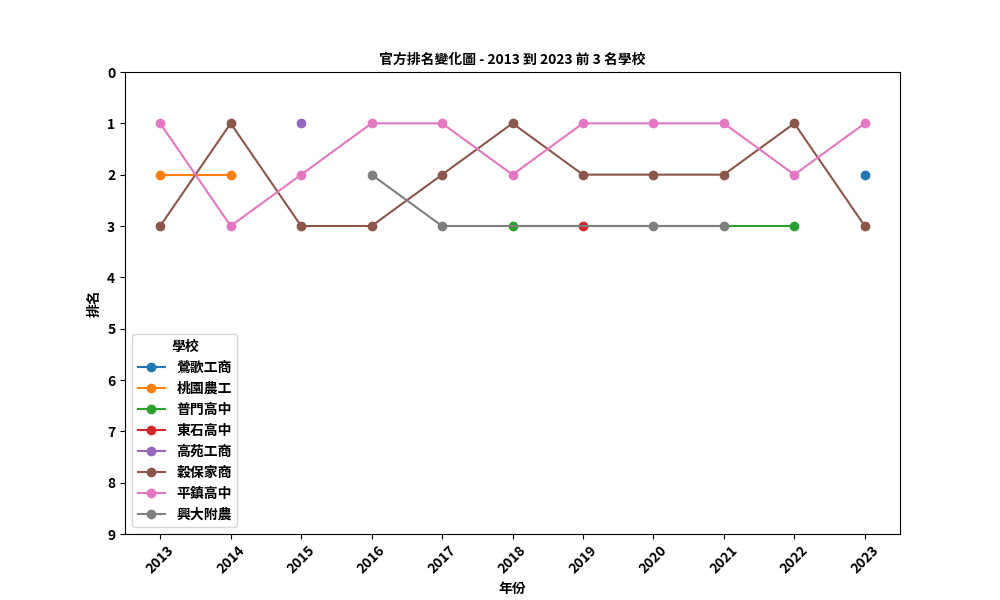 官方排名變化圖 - 2013 到 2023 前 3 名學校
0
1
2
3
4
5
6
7
8
9
排名
學校
鶯歌工商
桃園農工
普門高中
東石高中
高苑工商
穀保家商
平鎮高中
興大附農
2013
2014
2015
2016
2017
2018
2019
2020
2021
2022
2023
年份